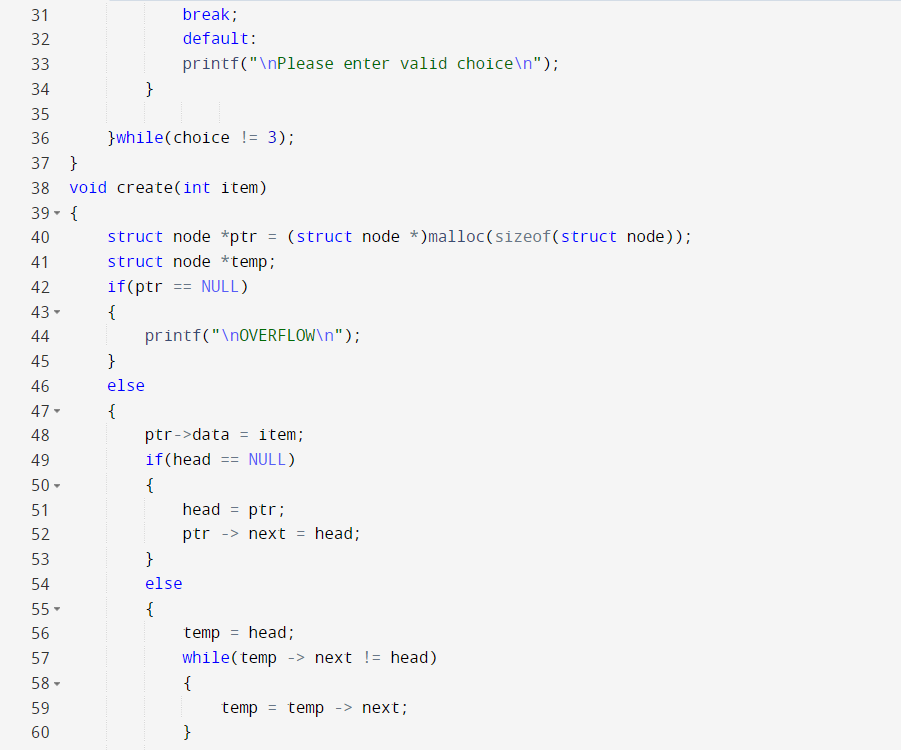 31 break;
32 default:
33 printf("\nPlease enter valid choice\n");
34 }
35
36 }while(choice != 3);
37 }
38 void create(int item)
39 {
40 struct node *ptr = (struct node *)malloc(sizeof(struct node));
41 struct node *temp;
42 if(ptr == NULL)
43 {
44 printf("\nOVERFLOW\n");
45 }
46 else
47 {
48 ptr->data = item;
49 if(head == NULL)
50 {
51 head = ptr;
52 ptr -> next = head;
53 }
54 else
55 {
56 temp = head;
57 while(temp -> next != head)
58 {
59 temp = temp -> next;
60 }